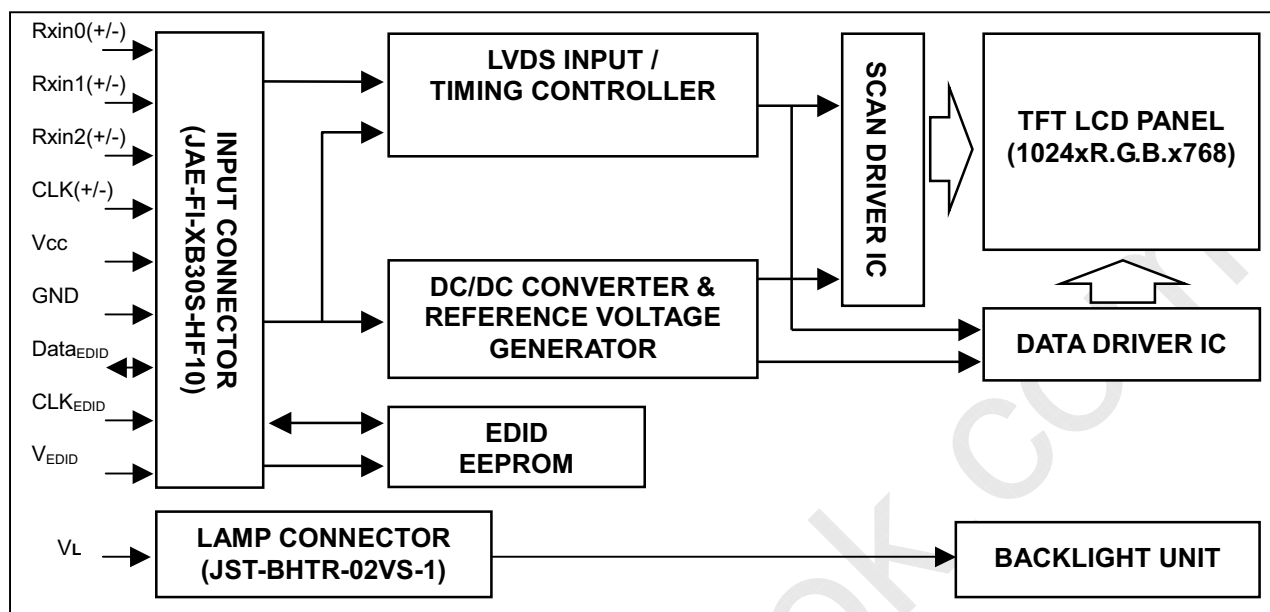 Rxin0(+/-)
Rxin1(+/-)
Rxin2(+/-)
CLK(+/-)
Vcc
GND
DataEDID
CLKEDID
VEDID
VL
INPUT CONNECTOR
(JAE-FI-XB30S-HF10)
LVDS INPUT /
TIMING CONTROLLER
DC/DC CONVERTER &
REFERENCE VOLTAGE
GENERATOR
EDID
EEPROM
LAMP CONNECTOR
(JST-BHTR-02VS-1)
SCAN DRIVER IC
TFT LCD PANEL
(1024xR.G.B.x768)
DATA DRIVER IC
BACKLIGHT UNIT